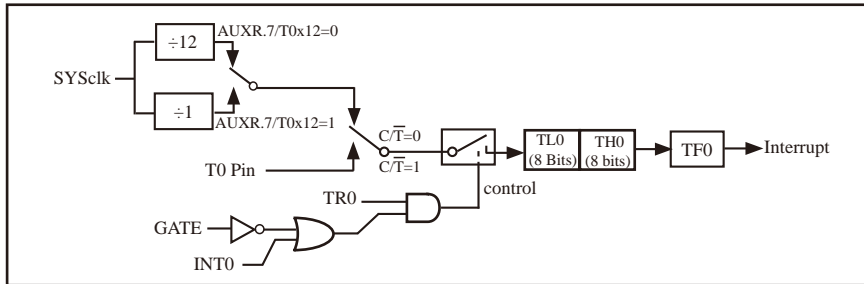 ÷12
AUXR.7/T0x12=0
SYSclk
÷1
AUXR.7/T0x12=1
C/T̅=0
C/T̅=1
T0 Pin
TL0
(8 Bits)
TH0
(8 bits)
TF0
Interrupt
control
TR0
GATE
INT0